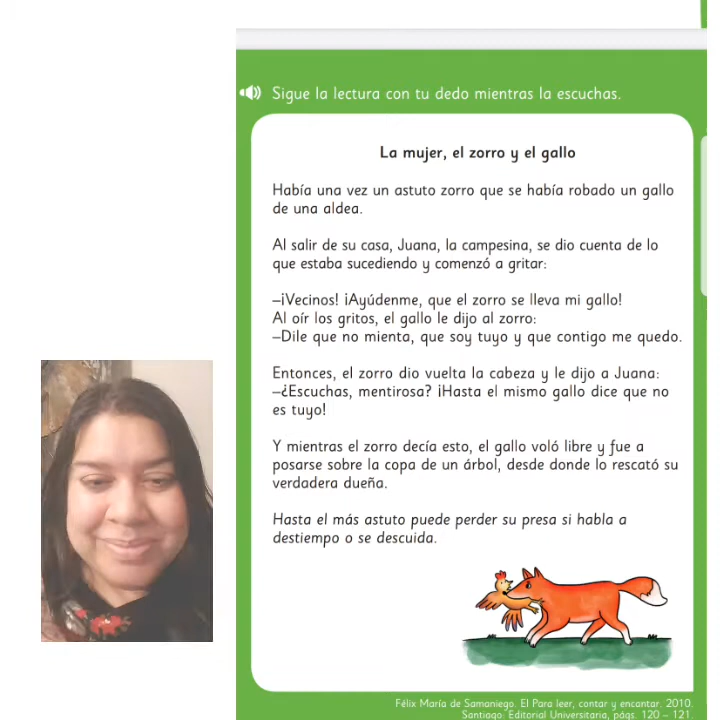 Sigue la lectura con tu dedo mientras la escuchas.
La mujer, el zorro y el gallo
Había una vez un astuto zorro que se había robado un gallo
de una aldea.
Al salir de su casa, Juana, la campesina, se dio cuenta de lo
que estaba sucediendo y comenzó a gritar:
–¡Vecinos! ¡Ayúdenme, que el zorro se lleva mi gallo!
Al oír los gritos, el gallo le dijo al zorro:
–Dile que no mienta, que soy tuyo y que contigo me quedo.
Entonces, el zorro dio vuelta la cabeza y le dijo a Juana:
–¿Escuchas, mentirosa? ¡Hasta el mismo gallo dice que no
es tuyo!
Y mientras el zorro decía esto, el gallo voló libre y fue a
posarse sobre la copa de un árbol, desde donde lo rescató su
verdadera dueña.
Hasta el más astuto puede perder su presa si habla a
destiempo o se descuida.
Félix María de Samaniego. El Para leer, contar y encantar. 2010.
Santiago: Editorial Universitaria, págs. 120 – 121.